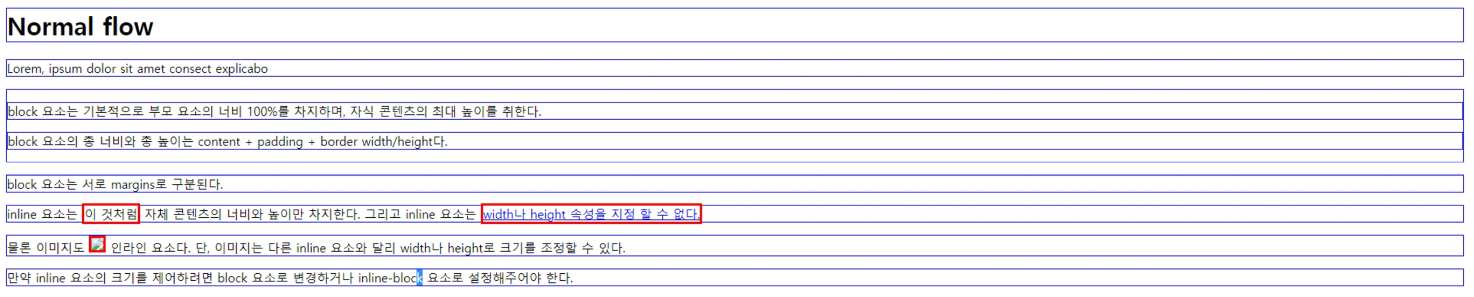 Normal flow
Lorem, ipsum dolor sit amet consect explicabo
block 요소는 기본적으로 부모 요소의 너비 100%를 차지하며, 자식 콘텐츠의 최대 높이를 취한다.
block 요소의 총 너비와 총 높이는 content + padding + border width/height다.
block 요소는 서로 margins로 구분된다.
inline 요소는 이 것처럼 자체 콘텐츠의 너비와 높이만 차지한다. 그리고 inline 요소는 width나 height 속성을 지정 할 수 없다.
물론 이미지도 인라인 요소다. 단, 이미지는 다른 inline 요소와 달리 width나 height로 크기를 조정할 수 있다.
만약 inline 요소의 크기를 제어하려면 block 요소로 변경하거나 inline-block 요소로 설정해주어야 한다.